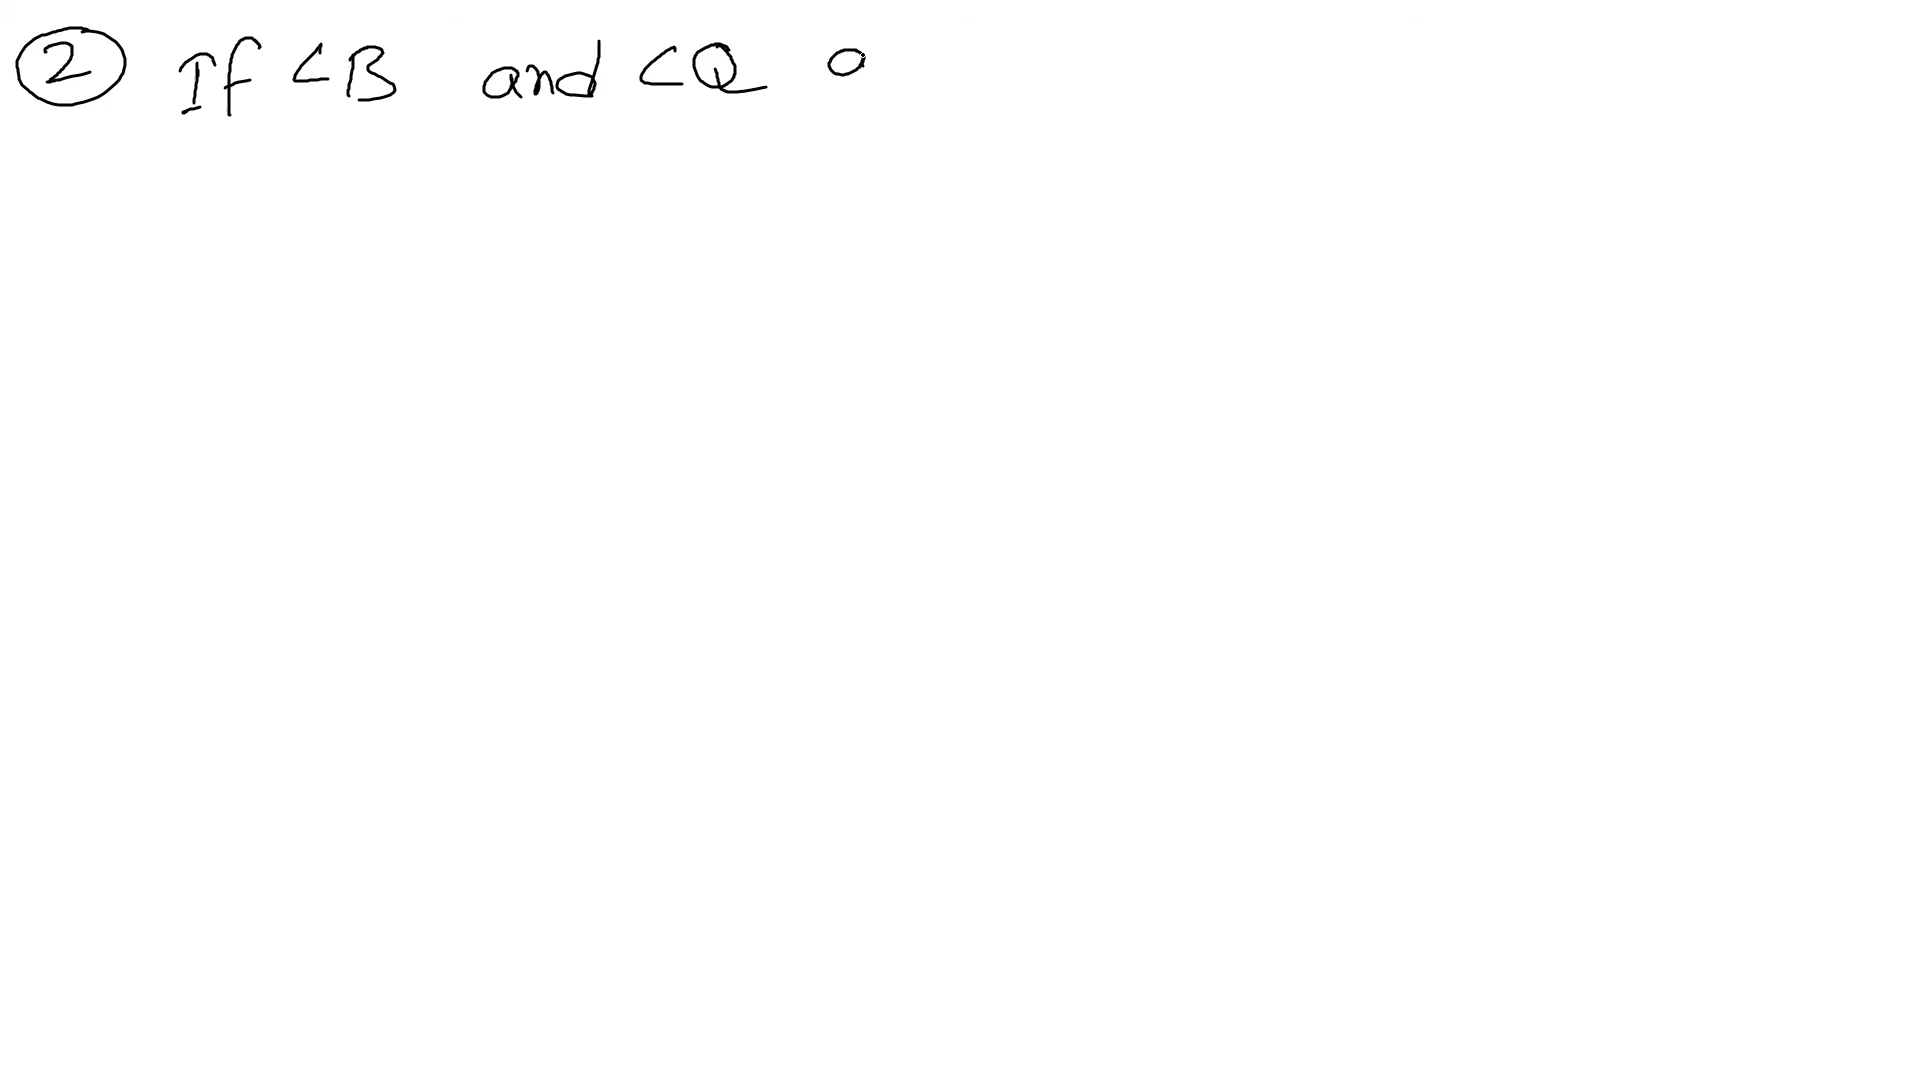 ② If ∠B and ∠Q